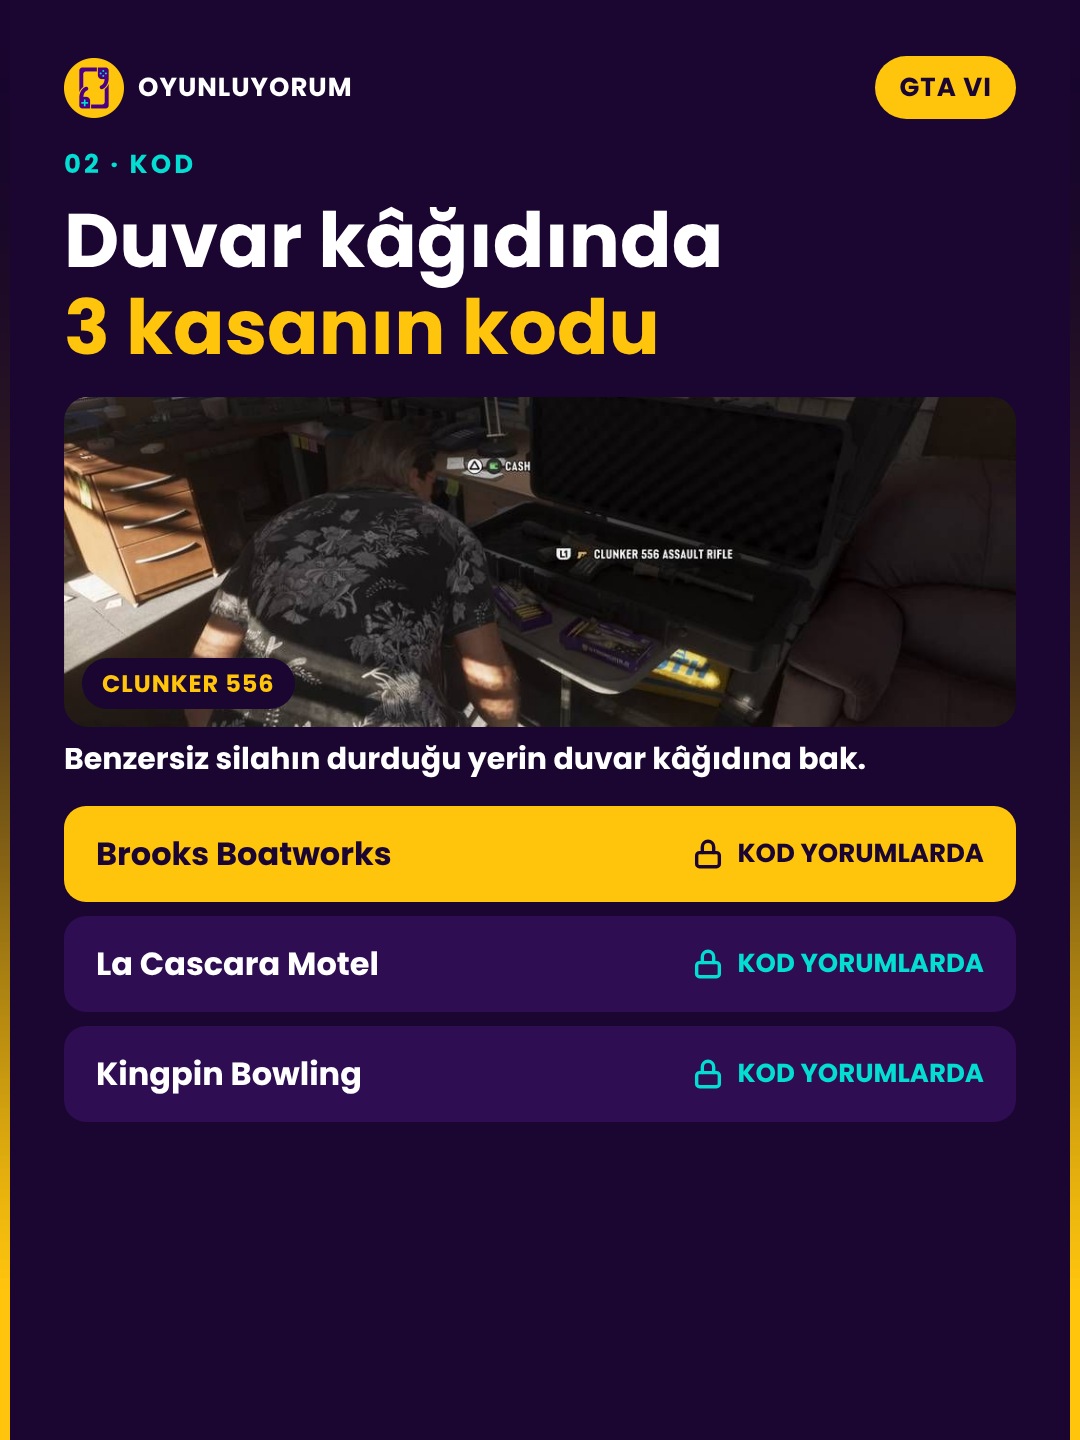 OYUNLUYORUM
GTA VI
02 · KOD
Duvar kâğıdında
3 kasanın kodu
CASH
CLUNKER 556 ASSAULT RIFLE
CLUNKER 556
Benzersiz silahın durduğu yerin duvar kâğıdına bak.
Brooks Boatworks
KOD YORUMLARDA
La Cascara Motel
KOD YORUMLARDA
Kingpin Bowling
KOD YORUMLARDA